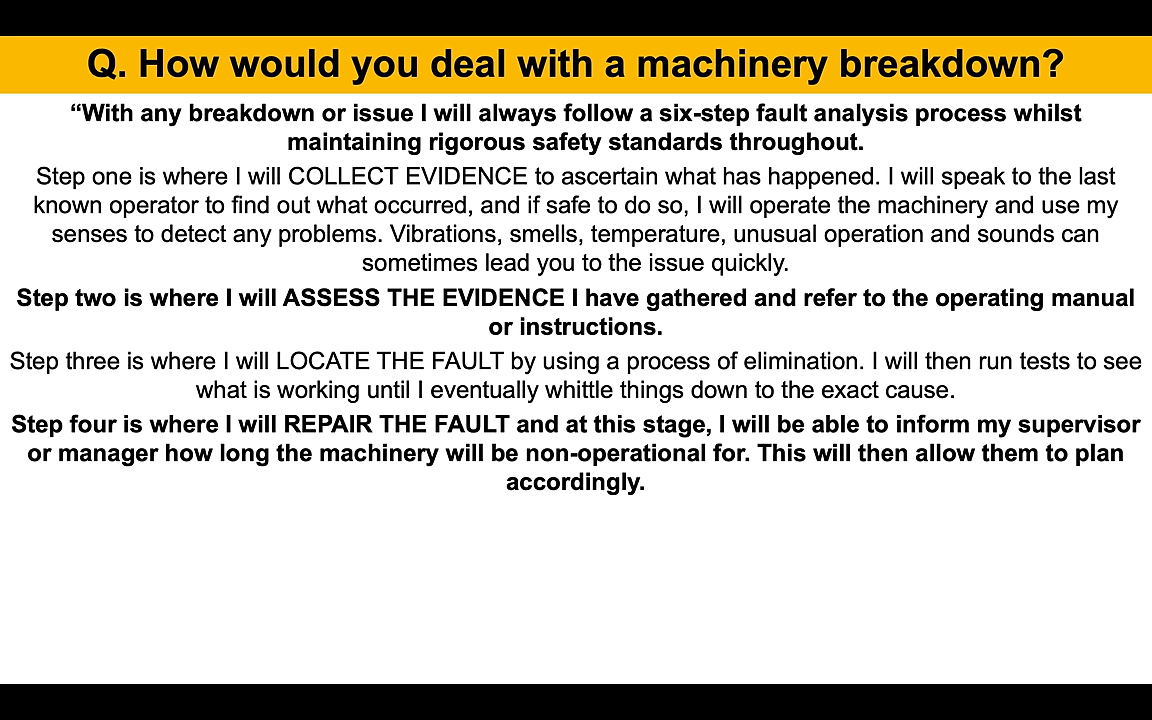 Q. How would you deal with a machinery breakdown?
“With any breakdown or issue I will always follow a six-step fault analysis process whilst
maintaining rigorous safety standards throughout.
Step one is where I will COLLECT EVIDENCE to ascertain what has happened. I will speak to the last
known operator to find out what occurred, and if safe to do so, I will operate the machinery and use my
senses to detect any problems. Vibrations, smells, temperature, unusual operation and sounds can
sometimes lead you to the issue quickly.
Step two is where I will ASSESS THE EVIDENCE I have gathered and refer to the operating manual
or instructions.
Step three is where I will LOCATE THE FAULT by using a process of elimination. I will then run tests to see
what is working until I eventually whittle things down to the exact cause.
Step four is where I will REPAIR THE FAULT and at this stage, I will be able to inform my supervisor
or manager how long the machinery will be non-operational for. This will then allow them to plan
accordingly.